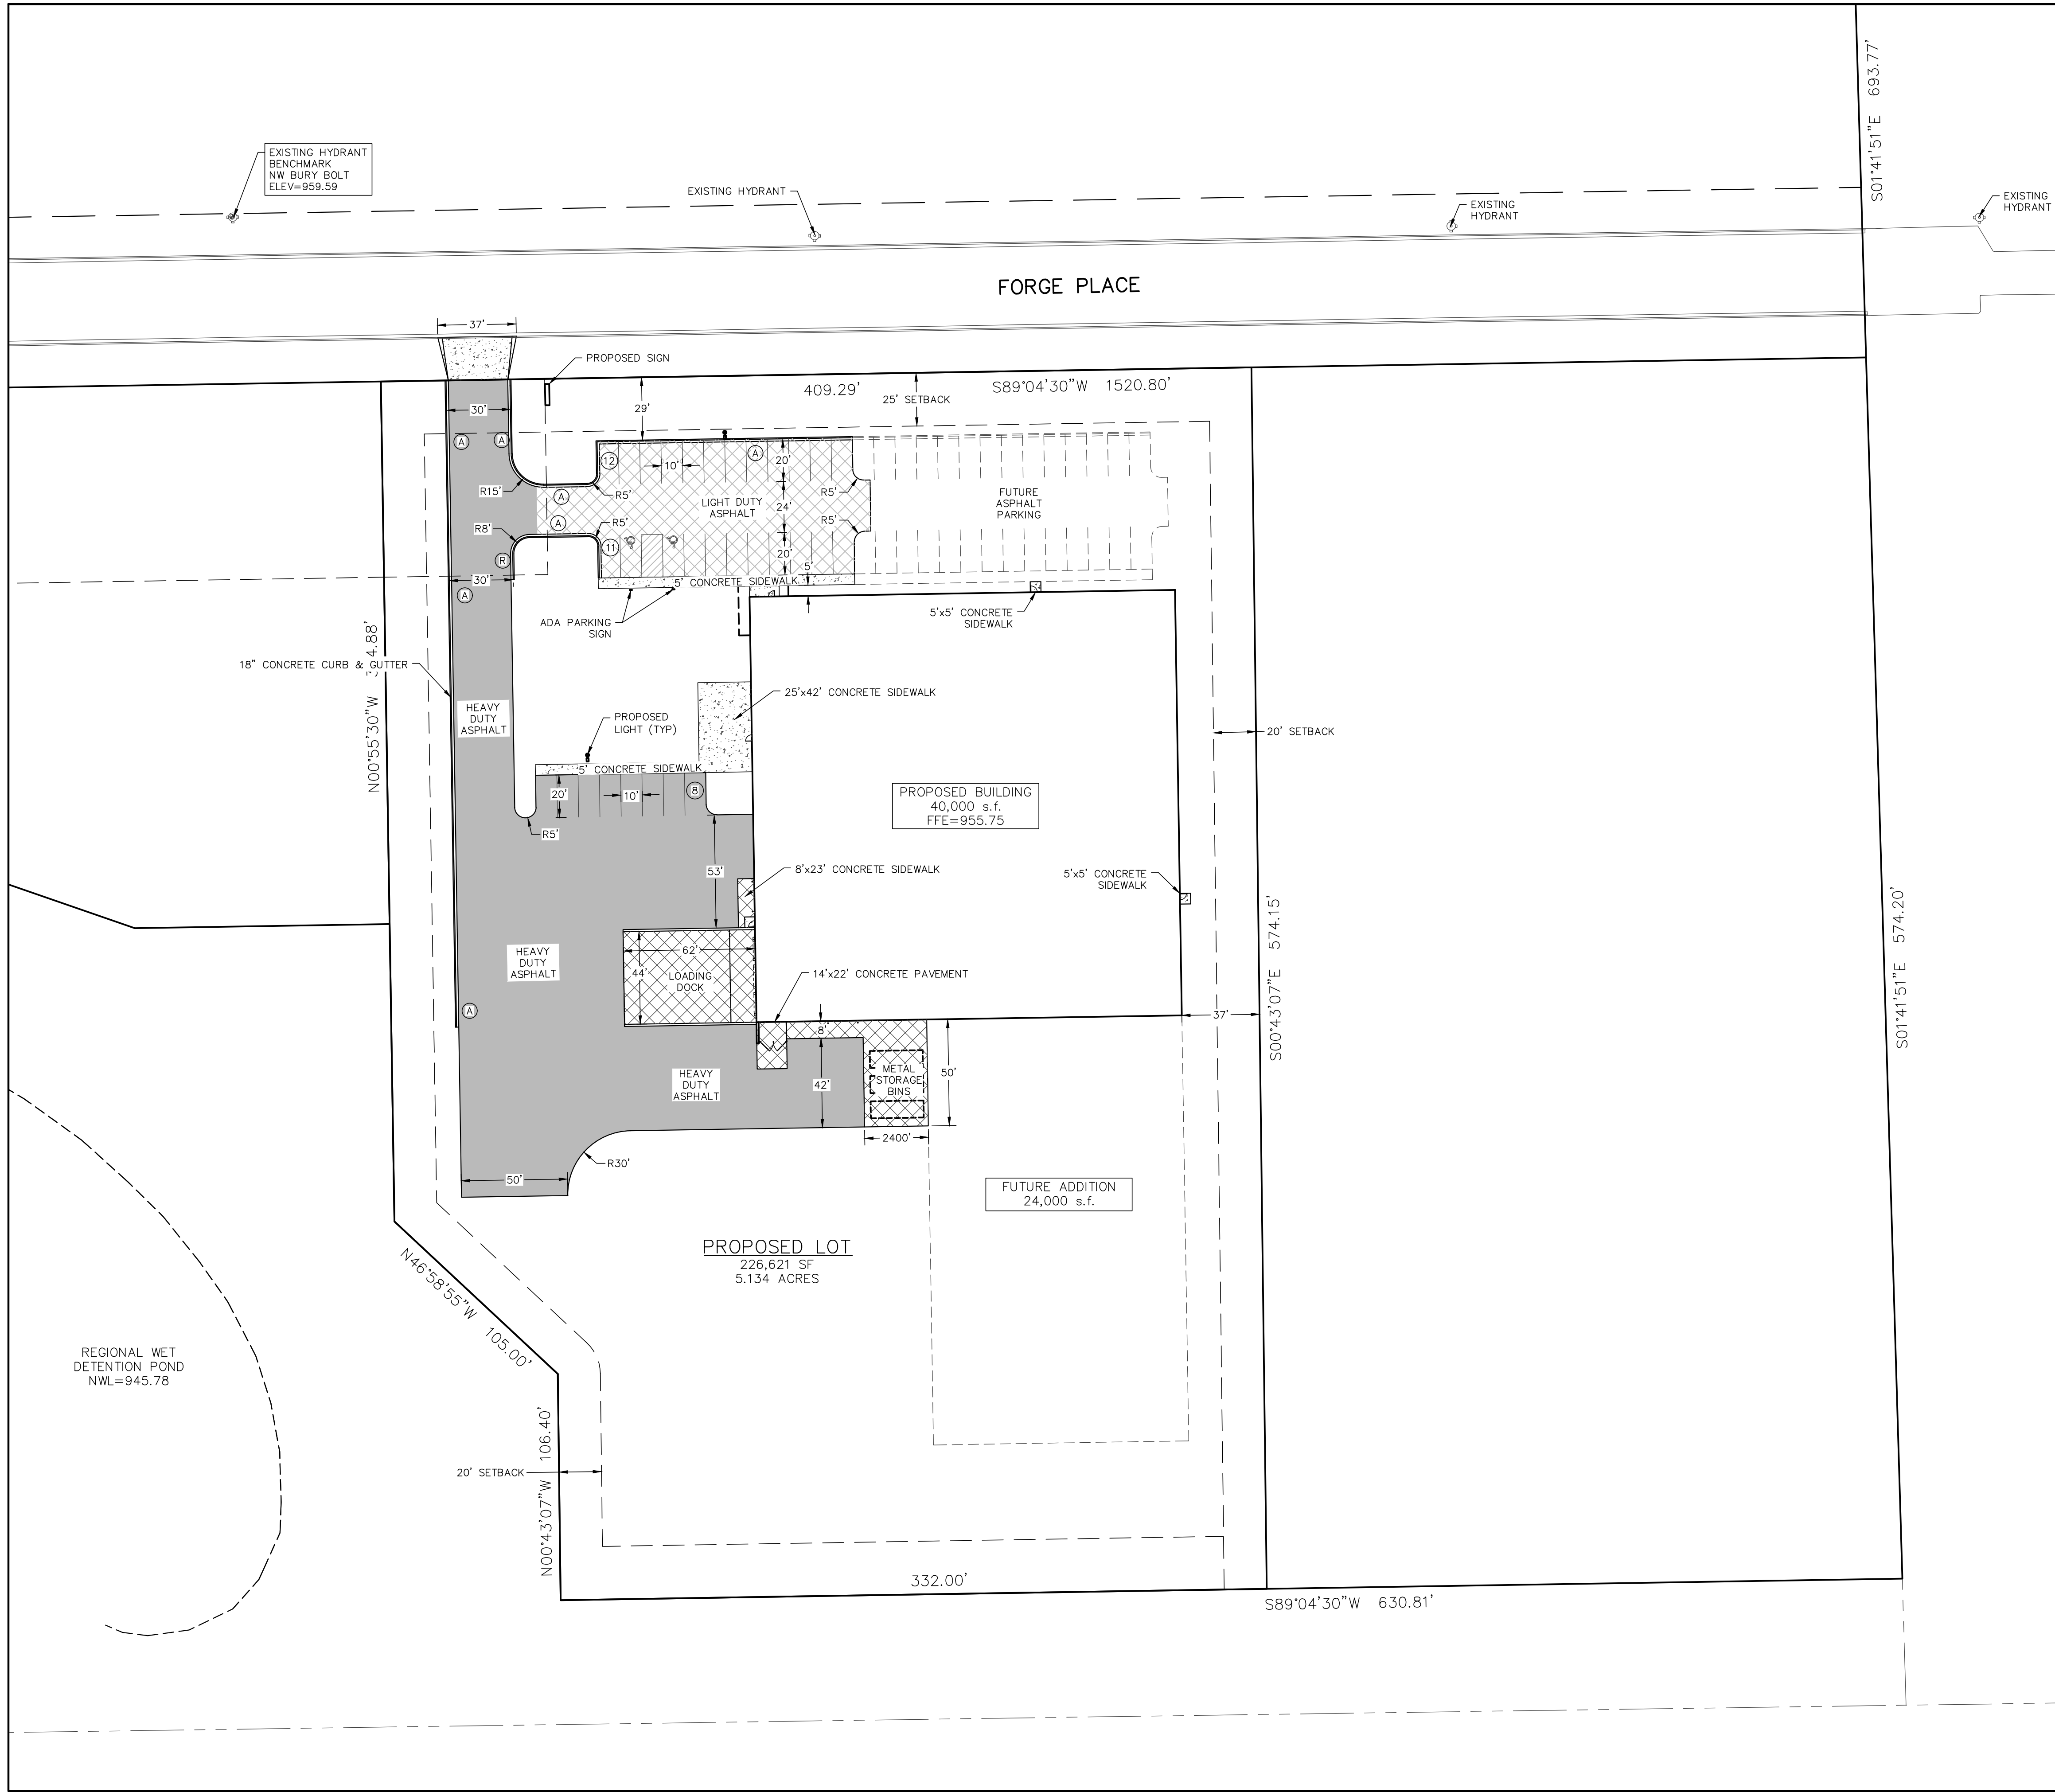 S01°41'51"E 693.77'
EXISTING HYDRANT
BENCHMARK
NW BURY BOLT
ELEV=959.59
EXISTING HYDRANT
EXISTING
HYDRANT
EXISTING
HYDRANT
FORGE PLACE
37'
PROPOSED SIGN
409.29'
S89°04'30"W 1520.80'
25' SETBACK
30'
29'
A
A
A
12
10'
20'
R15'
A
R5'
R5'
LIGHT DUTY
ASPHALT
24'
FUTURE
ASPHALT
PARKING
R8'
A
R5'
R5'
R
11
20'
30'
5' CONCRETE SIDEWALK
5'
A
ADA PARKING
SIGN
5'x5' CONCRETE
SIDEWALK
N00°55'30"W 4.88'
18" CONCRETE CURB & GUTTER
25'x42' CONCRETE SIDEWALK
HEAVY
DUTY
ASPHALT
PROPOSED
LIGHT (TYP)
20' SETBACK
5' CONCRETE SIDEWALK
20'
10'
8
PROPOSED BUILDING
40,000 s.f.
FFE=955.75
R5'
53'
8'x23' CONCRETE SIDEWALK
5'x5' CONCRETE
SIDEWALK
HEAVY
DUTY
ASPHALT
62'
44'
LOADING
DOCK
14'x22' CONCRETE PAVEMENT
A
37'
S00°43'07"E 574.15'
S01°41'51"E 574.20'
8'
HEAVY
DUTY
ASPHALT
42'
METAL
STORAGE
BINS
50'
2400'
R30'
50'
FUTURE ADDITION
24,000 s.f.
PROPOSED LOT
226,621 SF
5.134 ACRES
N46°58'55"W 105.00'
REGIONAL WET
DETENTION POND
NWL=945.78
N00°43'07"W 106.40'
20' SETBACK
332.00'
S89°04'30"W 630.81'